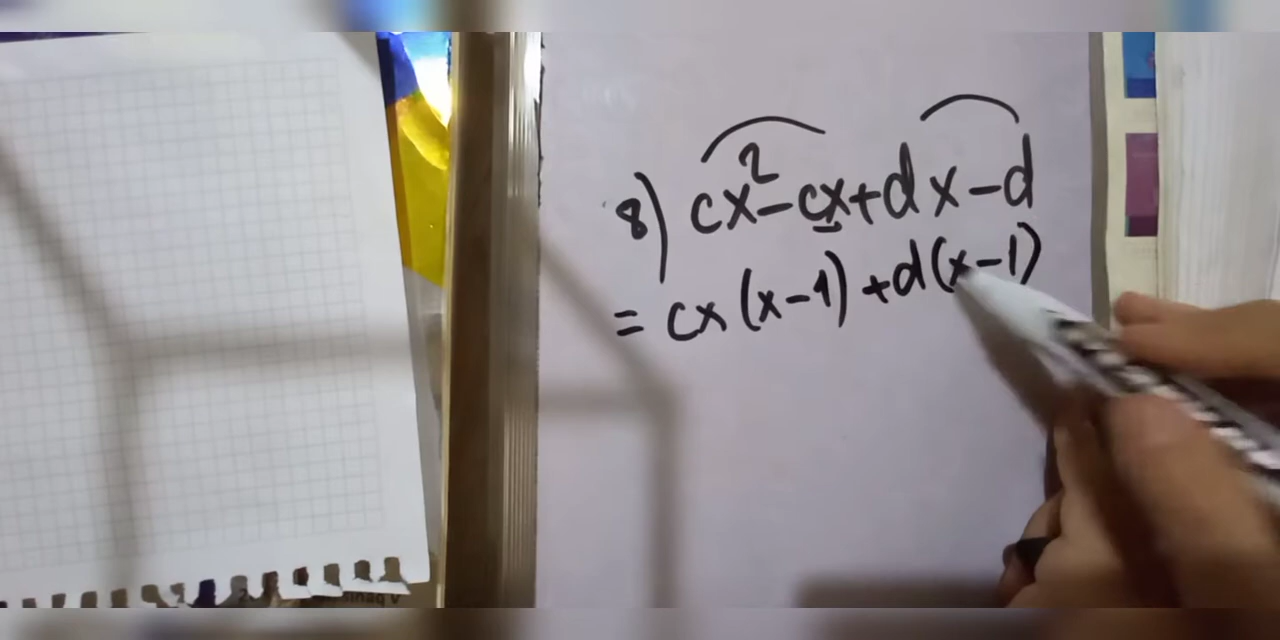 8) cx²-cx+dx-d
= cx(x-1)+d(x-1)